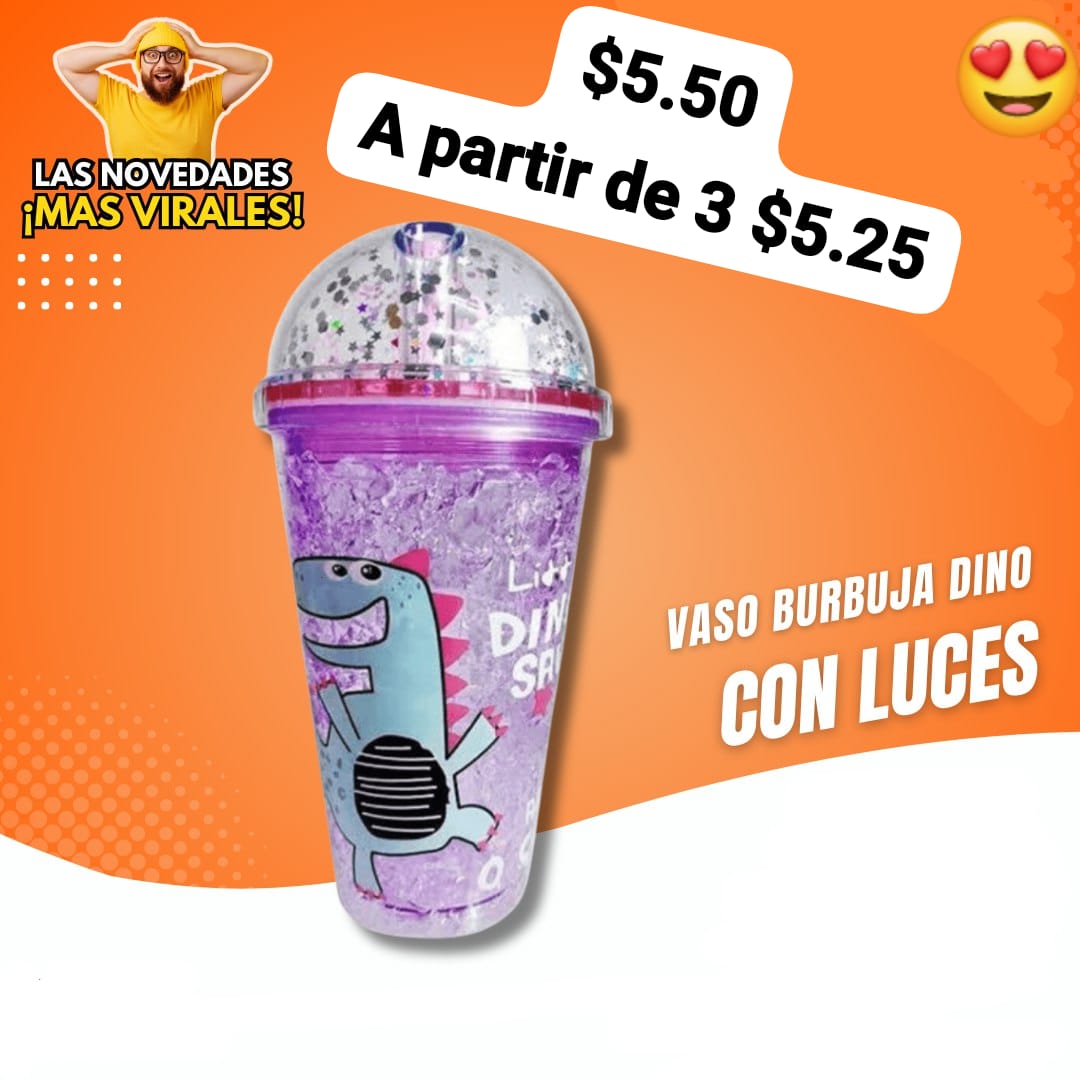 LAS NOVEDADES
¡MAS VIRALES!
$5.50
A partir de 3 $5.25
VASO BURBUJA DINO
CON LUCES